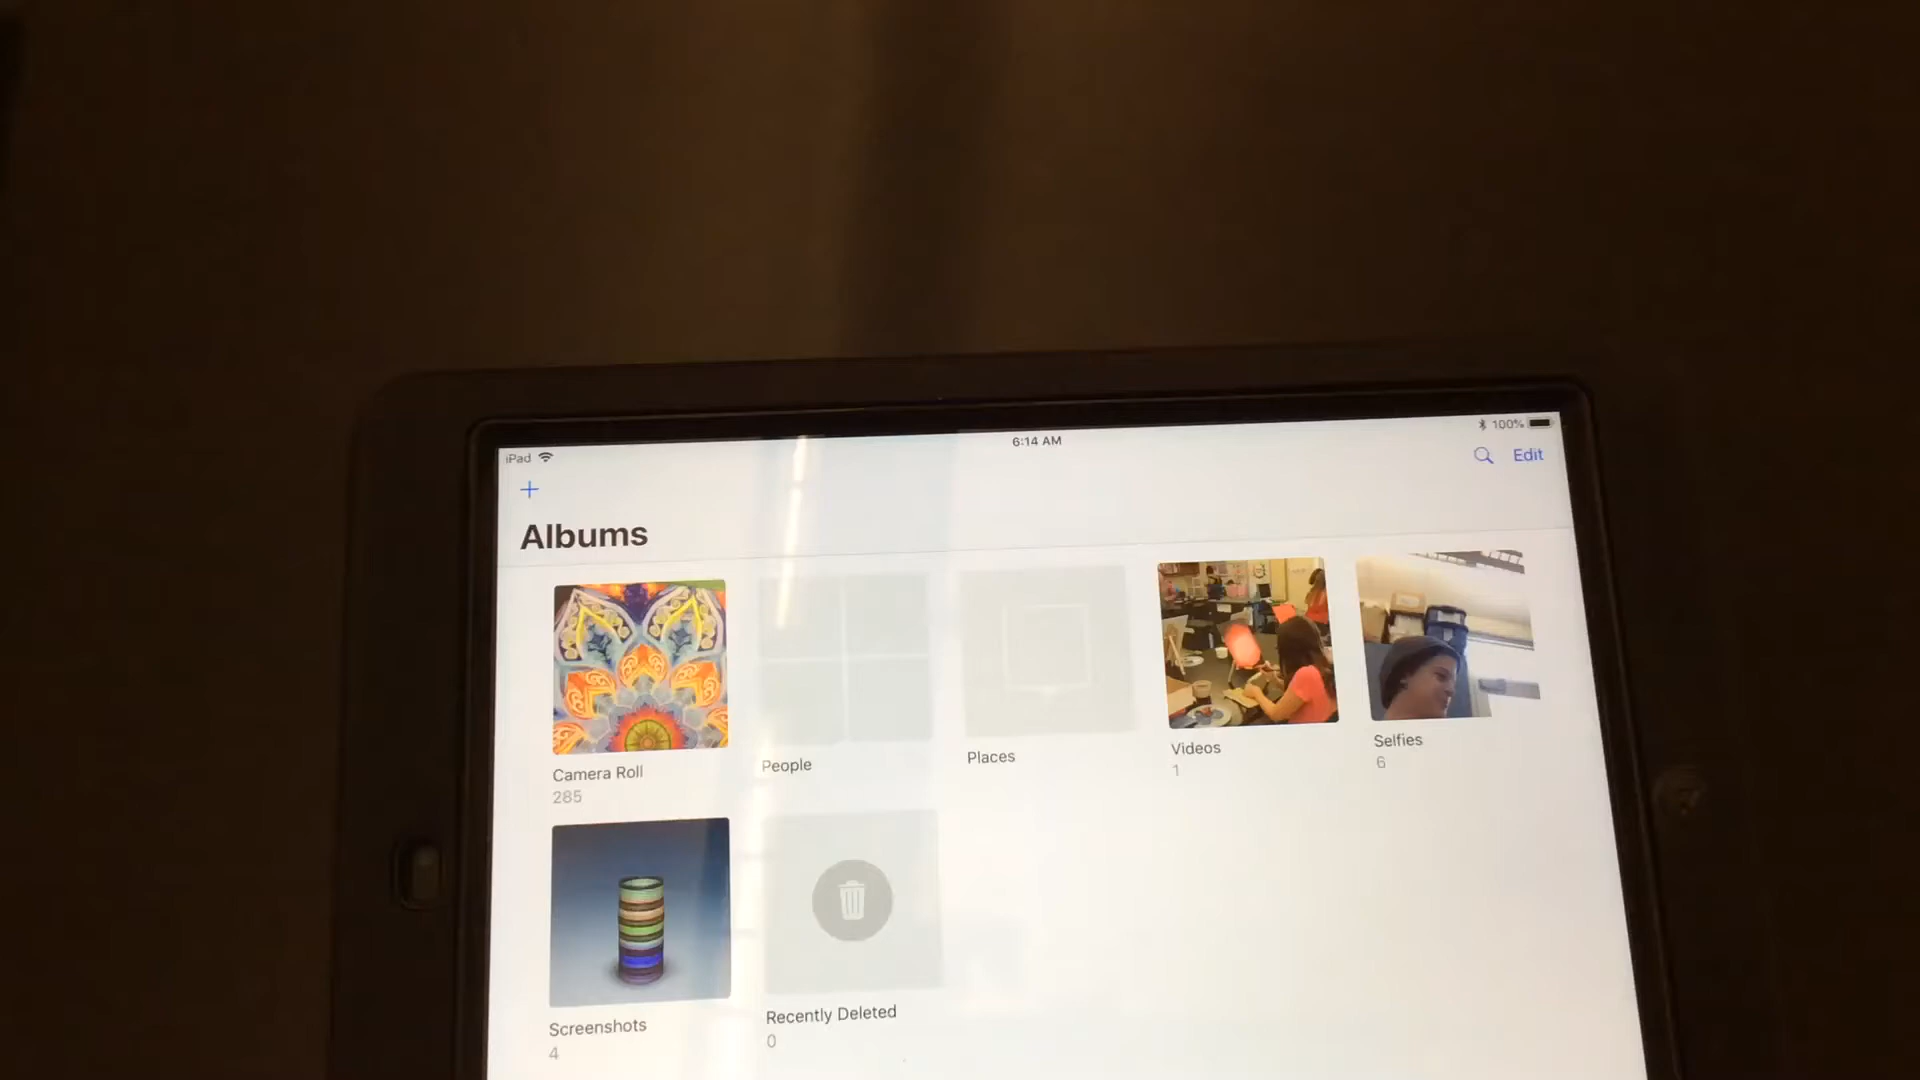 iPad
6:14 AM
100%
Edit
+
Albums
Camera Roll
285
People
Places
Videos
1
Selfies
6
Screenshots
4
Recently Deleted
0